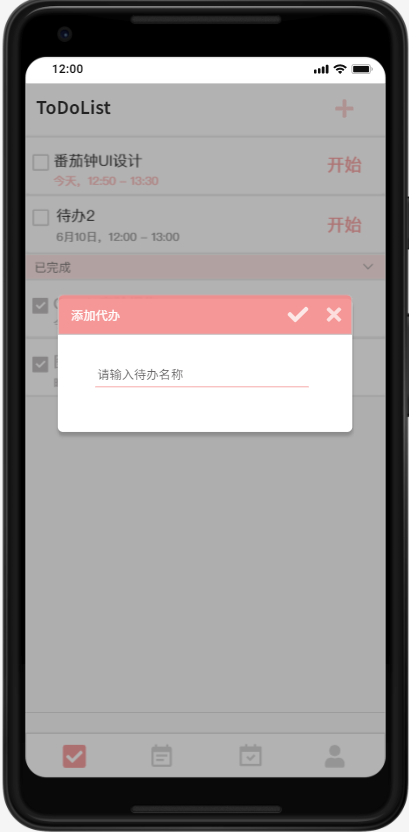 12:00
ToDoList
番茄钟UI设计
开始
今天，12:50 – 13:30
待办2
开始
6月10日，12:00 – 13:00
已完成
添加代办
请输入待办名称